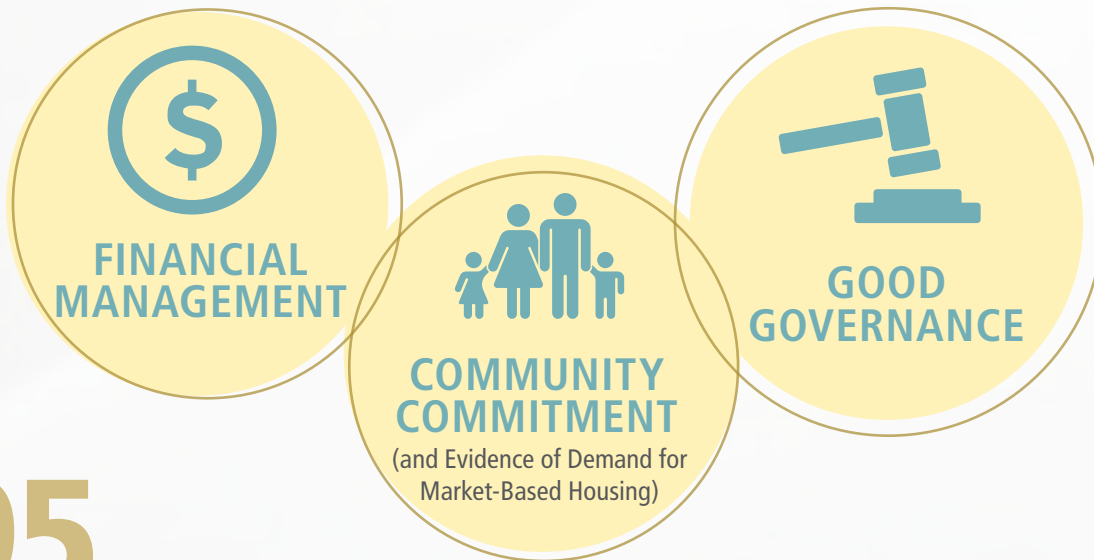 $
FINANCIAL
MANAGEMENT
COMMUNITY
COMMITMENT
(and Evidence of Demand for
Market-Based Housing)
GOOD
GOVERNANCE